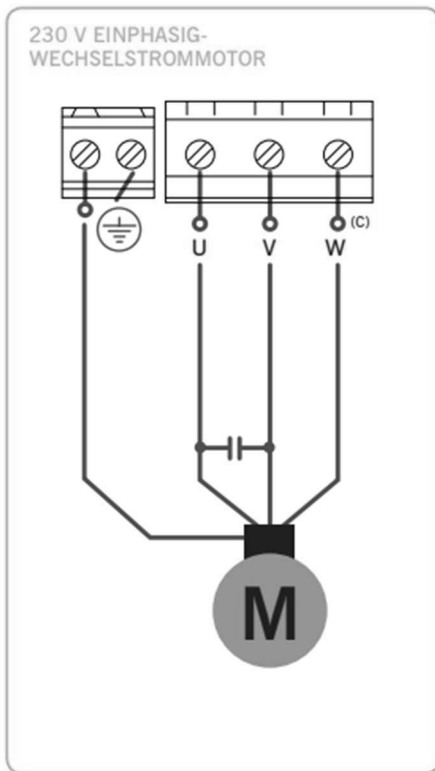 230 V EINPHASIG-
WECHSELSTROMMOTOR
U V W (C)
M